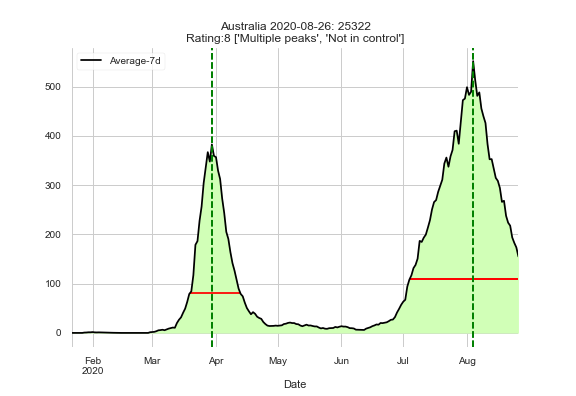 Australia 2020-08-26: 25322
Rating:8 ['Multiple peaks', 'Not in control']
Average-7d
500
400
300
200
100
0
Feb
2020
Mar
Apr
May
Jun
Jul
Aug
Date